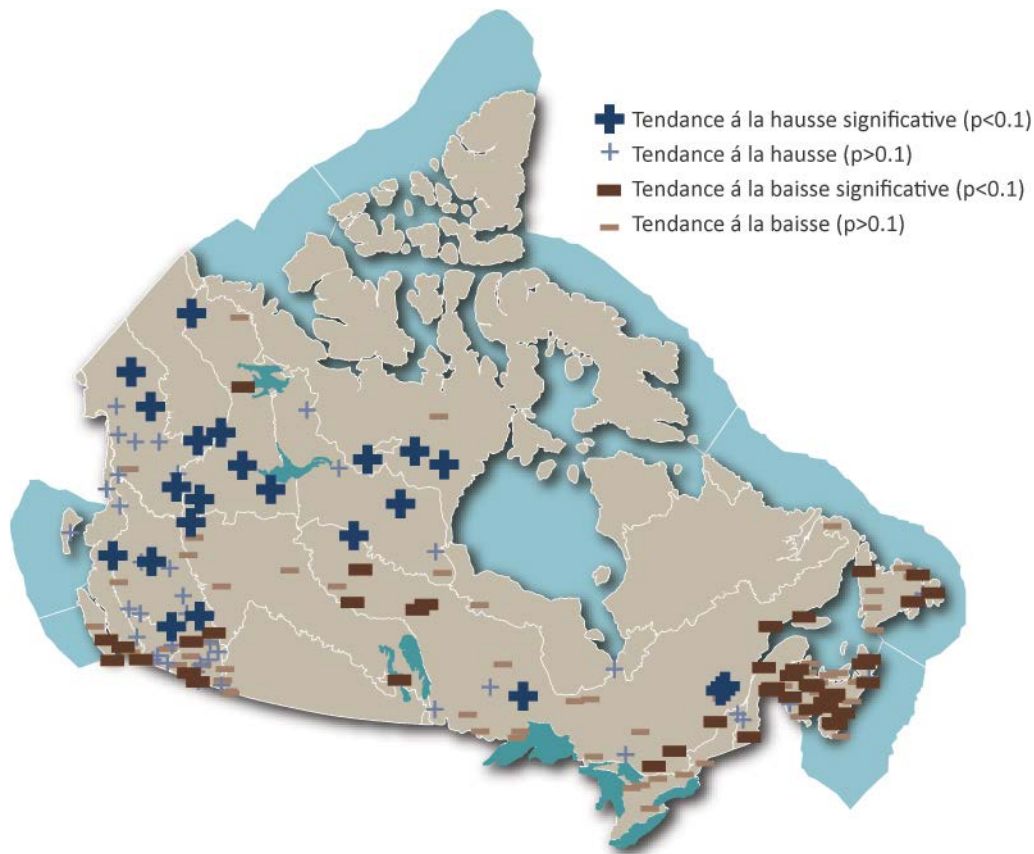 Tendance á la hausse significative (p<0.1)
Tendance á la hausse (p>0.1)
Tendance á la baisse significative (p<0.1)
Tendance á la baisse (p>0.1)